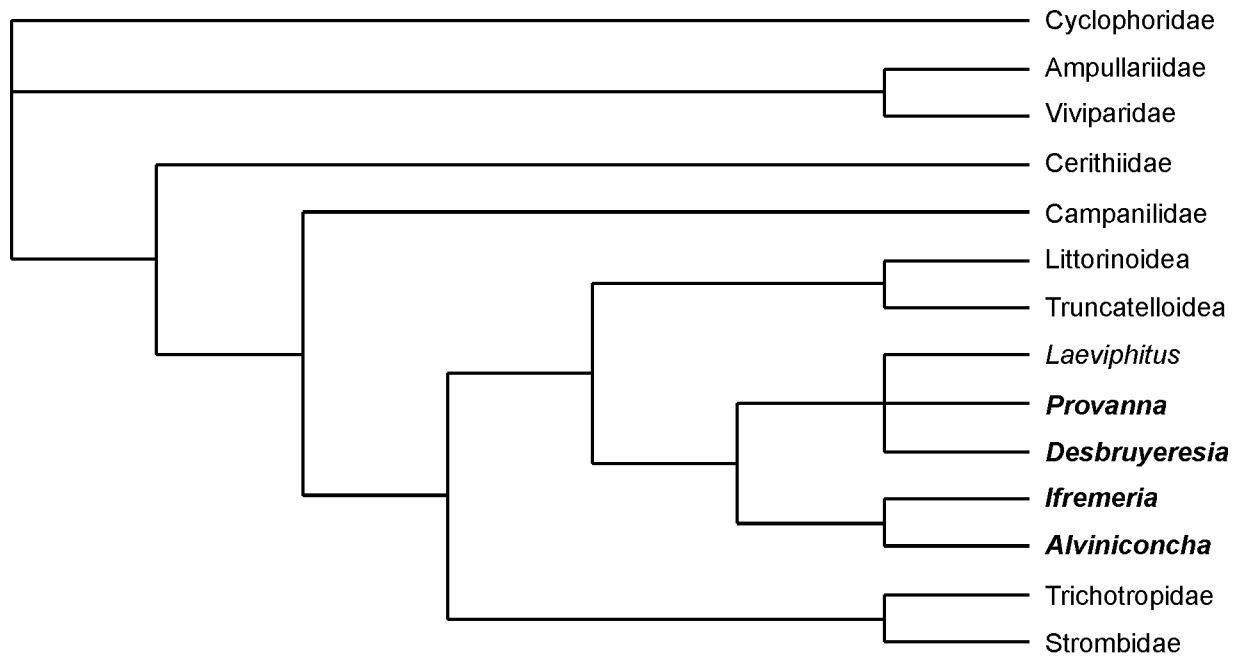 Cyclophoridae
Ampullariidae
Viviparidae
Cerithiidae
Campanilidae
Littorinoidea
Truncatelloidea
Laeviphitus
Provanna
Desbruyeresia
Ifremeria
Alviniconcha
Trichotropidae
Strombidae